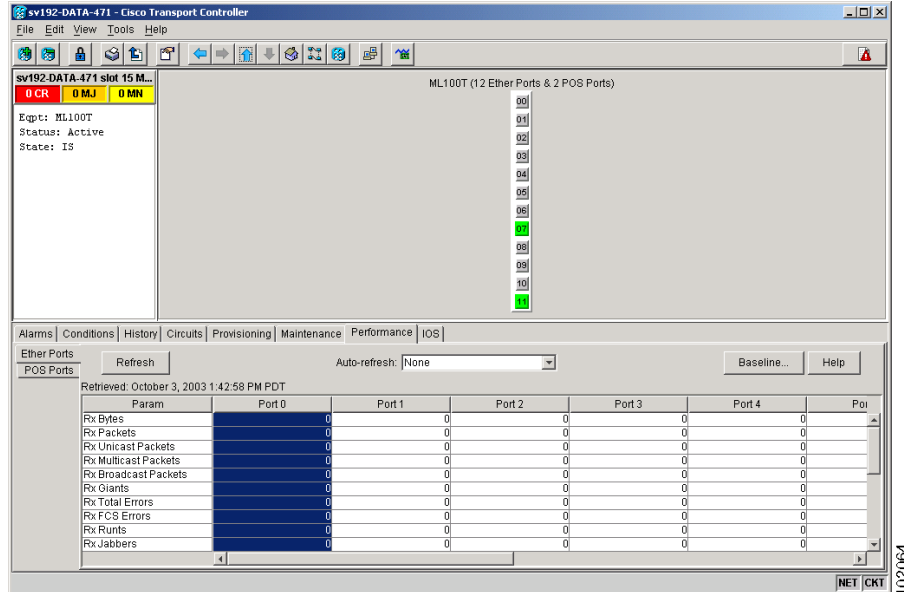 sv192-DATA-471 - Cisco Transport Controller
File Edit View Tools Help
sv192-DATA-471 slot 15 M...
0 CR 0 MJ 0 MN
Eqpt: ML100T
Status: Active
State: IS
ML100T (12 Ether Ports & 2 POS Ports)
00
01
02
03
04
05
06
07
08
09
10
11
Alarms Conditions History Circuits Provisioning Maintenance Performance IOS
Ether Ports
POS Ports
Refresh Auto-refresh: None Baseline... Help
Retrieved: October 3, 2003 1:42:58 PM PDT
Param Port 0 Port 1 Port 2 Port 3 Port 4 Por
Rx Bytes 0 0 0 0 0
Rx Packets 0 0 0 0 0
Rx Unicast Packets 0 0 0 0 0
Rx Multicast Packets 0 0 0 0 0
Rx Broadcast Packets 0 0 0 0 0
Rx Giants 0 0 0 0 0
Rx Total Errors 0 0 0 0 0
Rx FCS Errors 0 0 0 0 0
Rx Runts 0 0 0 0 0
Rx Jabbers 0 0 0 0 0
NET CKT
102064